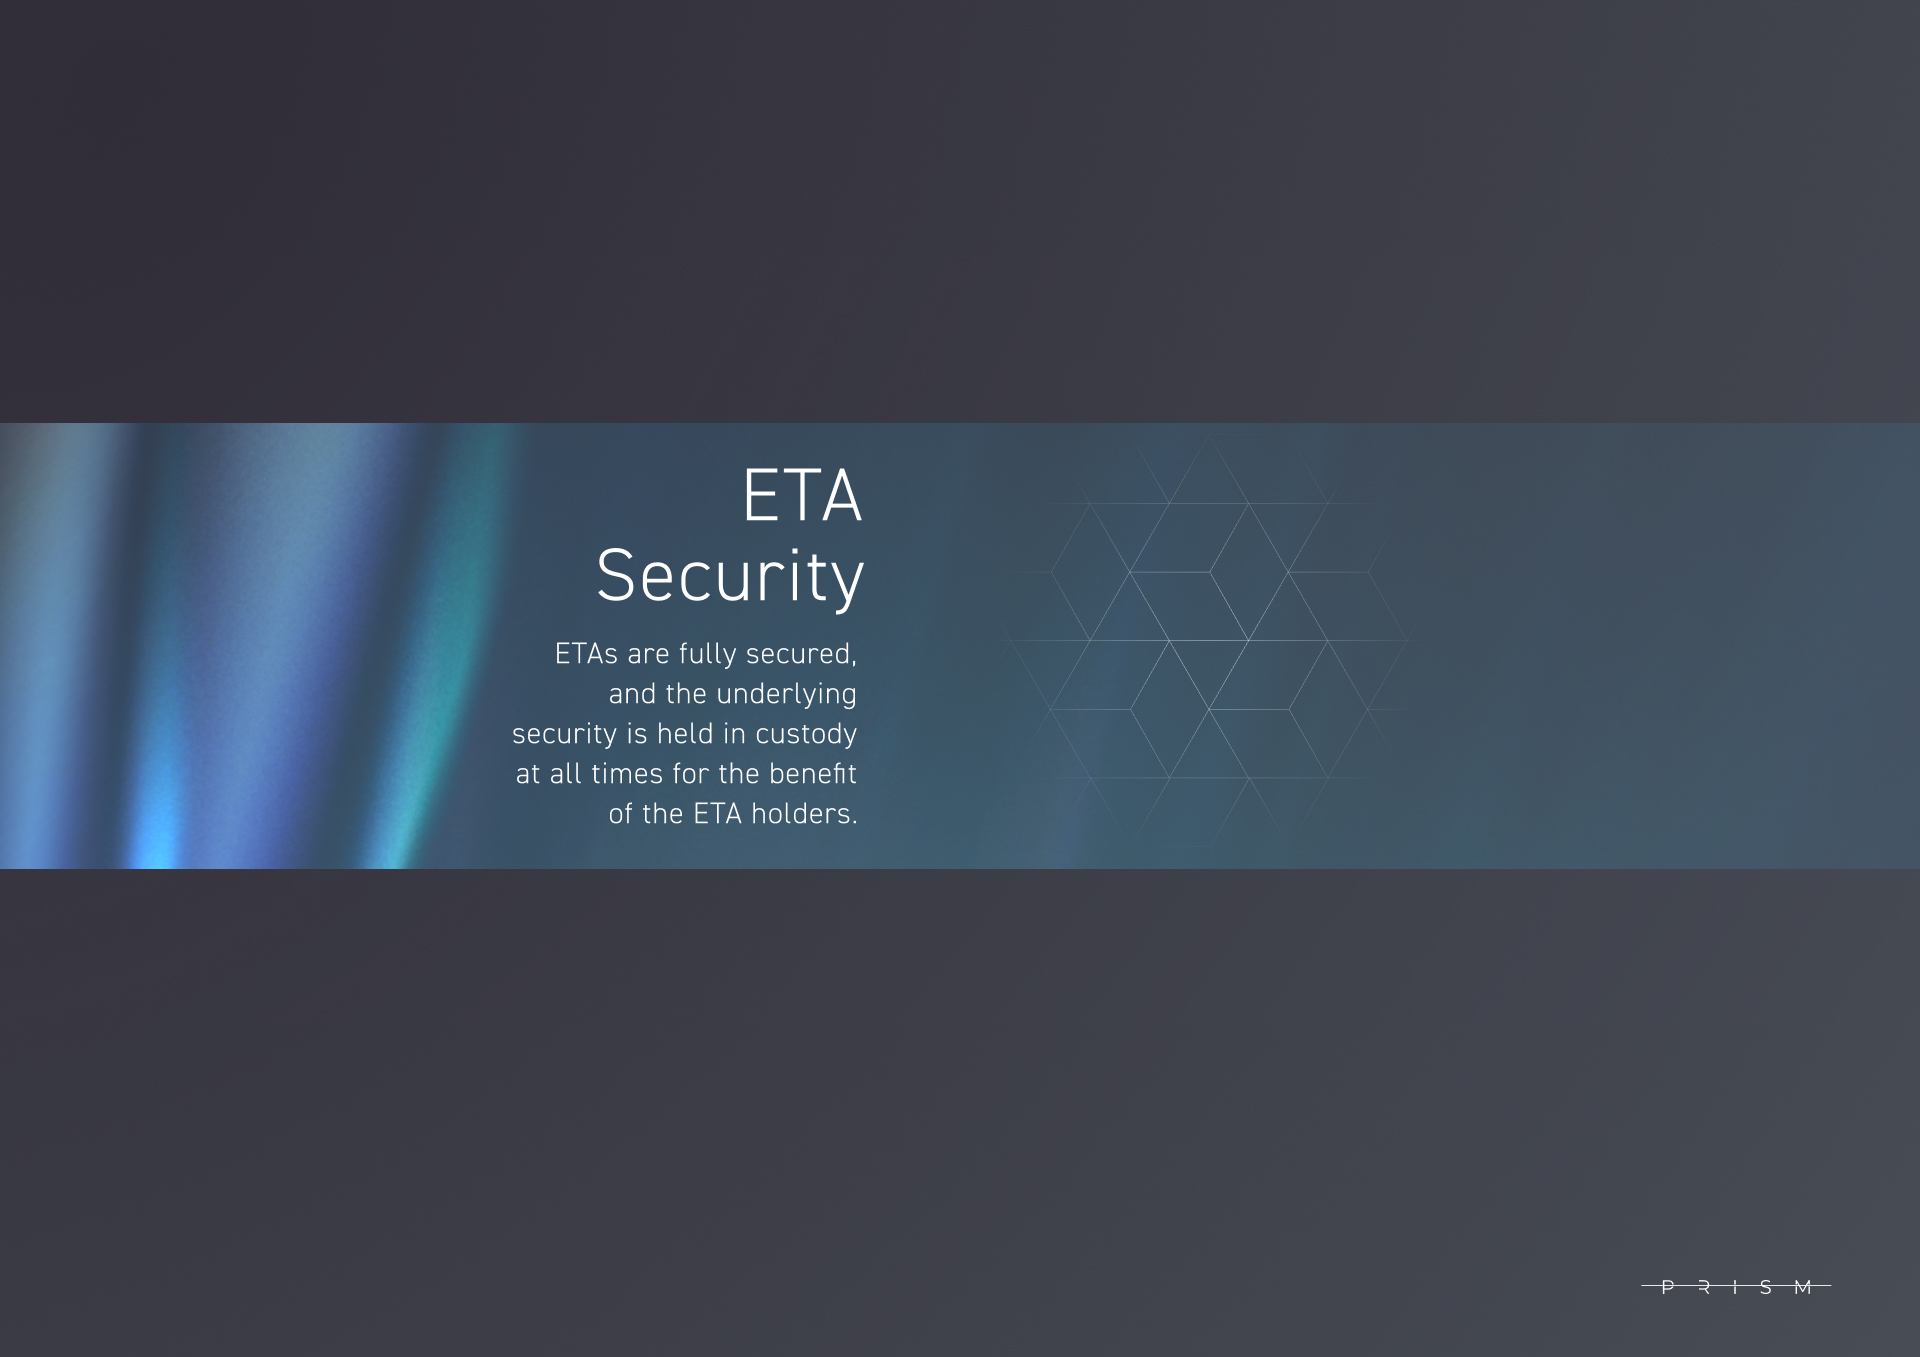 ETA
Security
ETAs are fully secured,
and the underlying
security is held in custody
at all times for the benefit
of the ETA holders.
PRISM